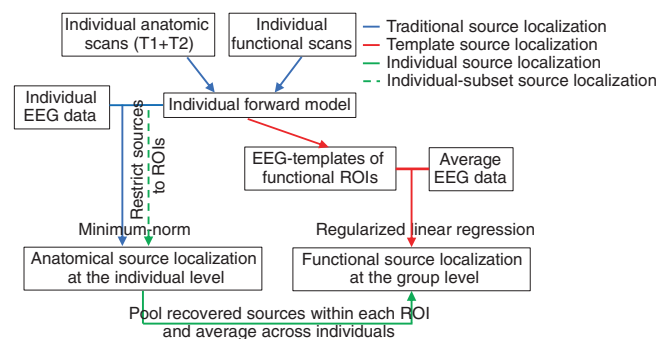 Individual anatomic
scans (T1+T2)
Individual
functional scans
Traditional source localization
Template source localization
Individual source localization
Individual-subset source localization
Individual
EEG data
Individual forward model
Restrict sources
to ROIs
EEG-templates of
functional ROIs
Average
EEG data
Minimum-norm
Regularized linear regression
Anatomical source localization
at the individual level
Functional source localization
at the group level
Pool recovered sources within each ROI
and average across individuals